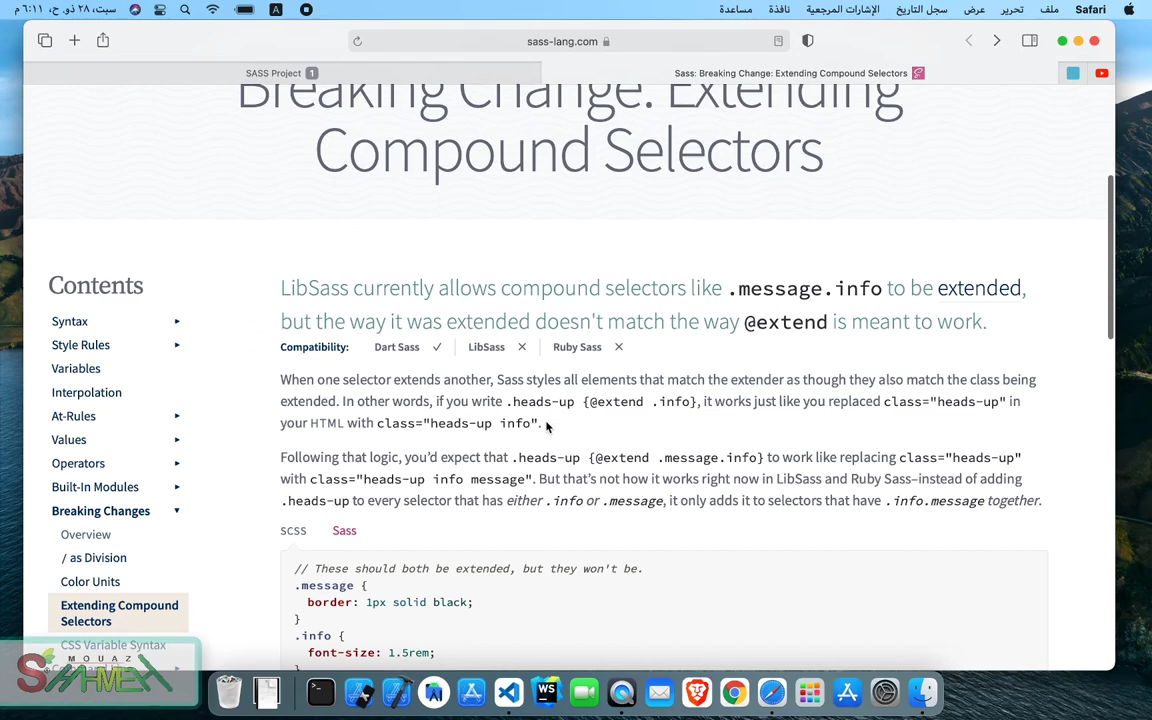 سبت، ٢٨ ذو. ح، ٦:١١ م
A
مساعدة نافذة الإشارات المرجعية سجل التاريخ عرض تحرير ملف Safari
sass-lang.com
SASS Project 1
Sass: Breaking Change: Extending Compound Selectors
Breaking Change: Extending
Compound Selectors
Contents
Syntax
Style Rules
Variables
Interpolation
At-Rules
Values
Operators
Built-In Modules
Breaking Changes
Overview
/ as Division
Color Units
Extending Compound
Selectors
CSS Variable Syntax
LibSass currently allows compound selectors like .message.info to be extended,
but the way it was extended doesn't match the way @extend is meant to work.
Compatibility: Dart Sass ✓ LibSass ✕ Ruby Sass ✕
When one selector extends another, Sass styles all elements that match the extender as though they also match the class being
extended. In other words, if you write .heads-up {@extend .info}, it works just like you replaced class="heads-up" in
your HTML with class="heads-up info".
Following that logic, you'd expect that .heads-up {@extend .message.info} to work like replacing class="heads-up"
with class="heads-up info message". But that's not how it works right now in LibSass and Ruby Sass–instead of adding
.heads-up to every selector that has either .info or .message, it only adds it to selectors that have .info.message together.
SCSS Sass
// These should both be extended, but they won't be.
.message {
border: 1px solid black;
}
.info {
font-size: 1.5rem;
}
MOUAZ
WS